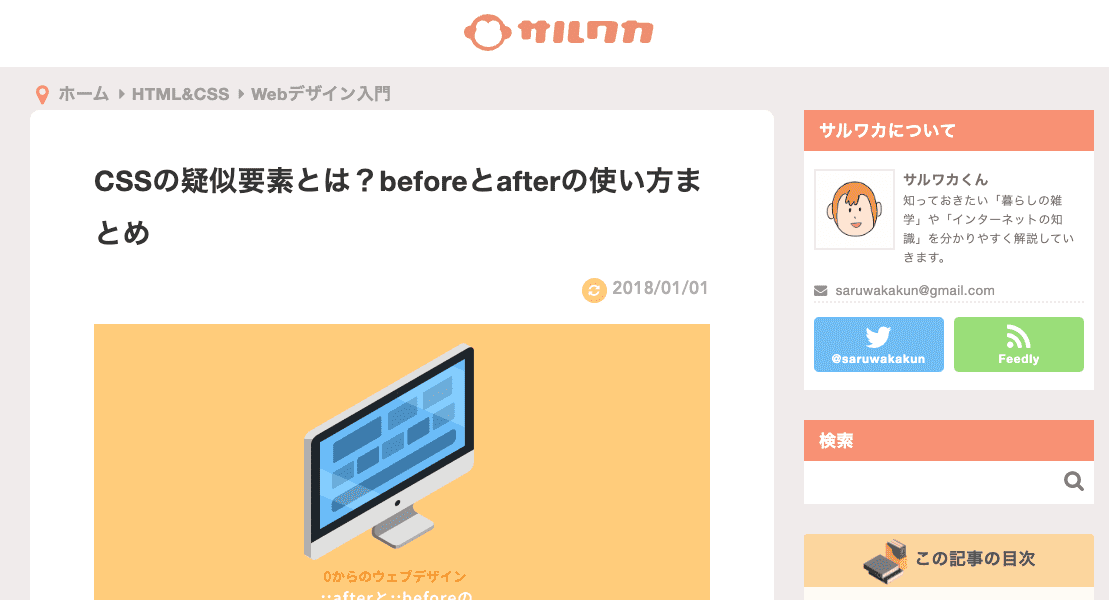 サルワカ
ホーム HTML&CSS Webデザイン入門
CSSの疑似要素とは？beforeとafterの使い方ま
とめ
2018/01/01
0からのウェブデザイン
::afterと::beforeの
サルワカについて
サルワカくん
知っておきたい「暮らしの雑
学」や「インターネットの知
識」を分かりやすく解説してい
きます。
saruwakakun@gmail.com
@saruwakakun
Feedly
検索
この記事の目次